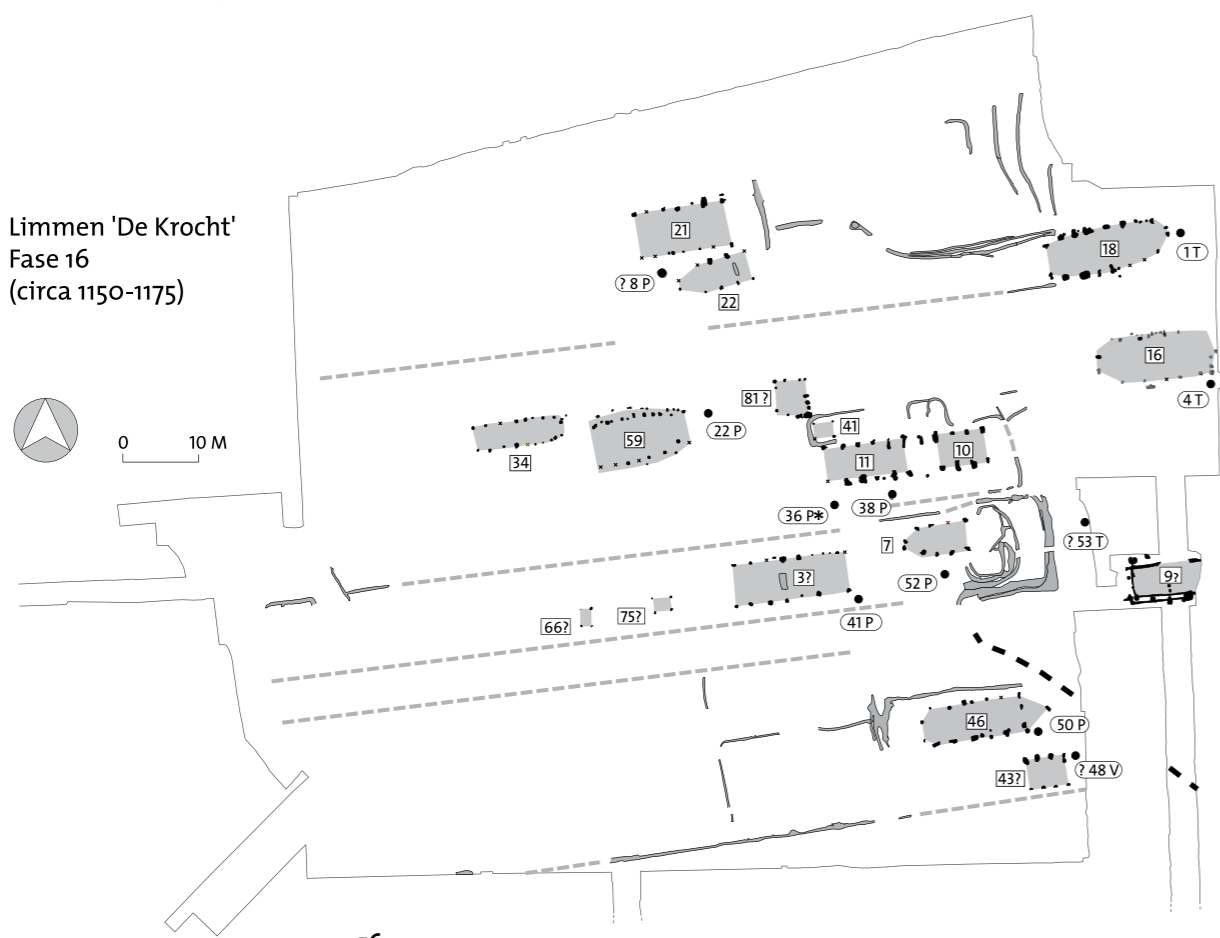 Limmen 'De Krocht'
Fase 16
(circa 1150-1175)
0 10 M
21
? 8 P
22
18
1 T
16
4 T
81 ?
41
34
59
22 P
11
10
36 P*
38 P
7
? 53 T
52 P
9?
3?
41 P
66?
75?
46
50 P
43?
? 48 V